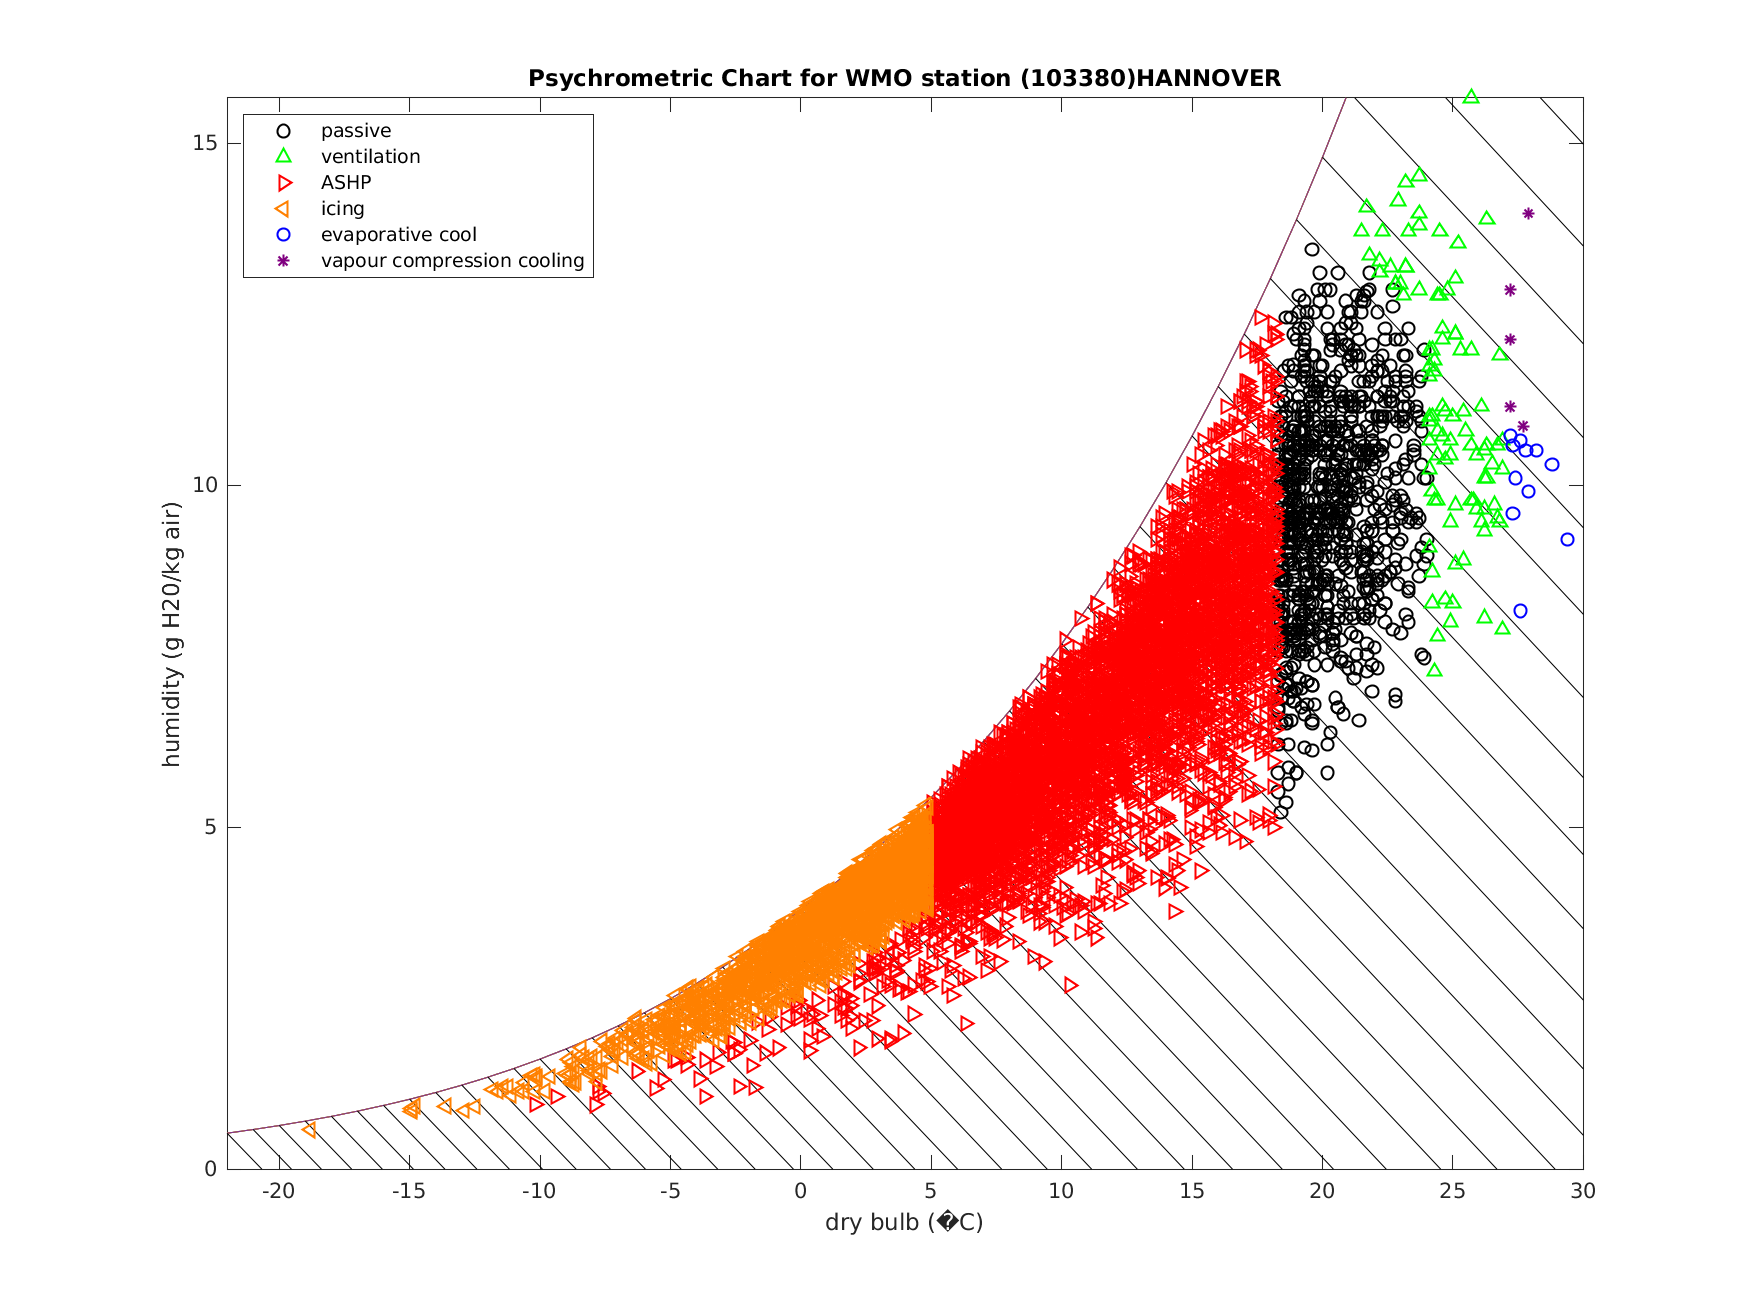 Psychrometric Chart for WMO station (103380)HANNOVER
passive
ventilation
ASHP
icing
evaporative cool
vapour compression cooling
15
10
5
0
humidity (g H20/kg air)
-20 -15 -10 -5 0 5 10 15 20 25 30
dry bulb (�C)